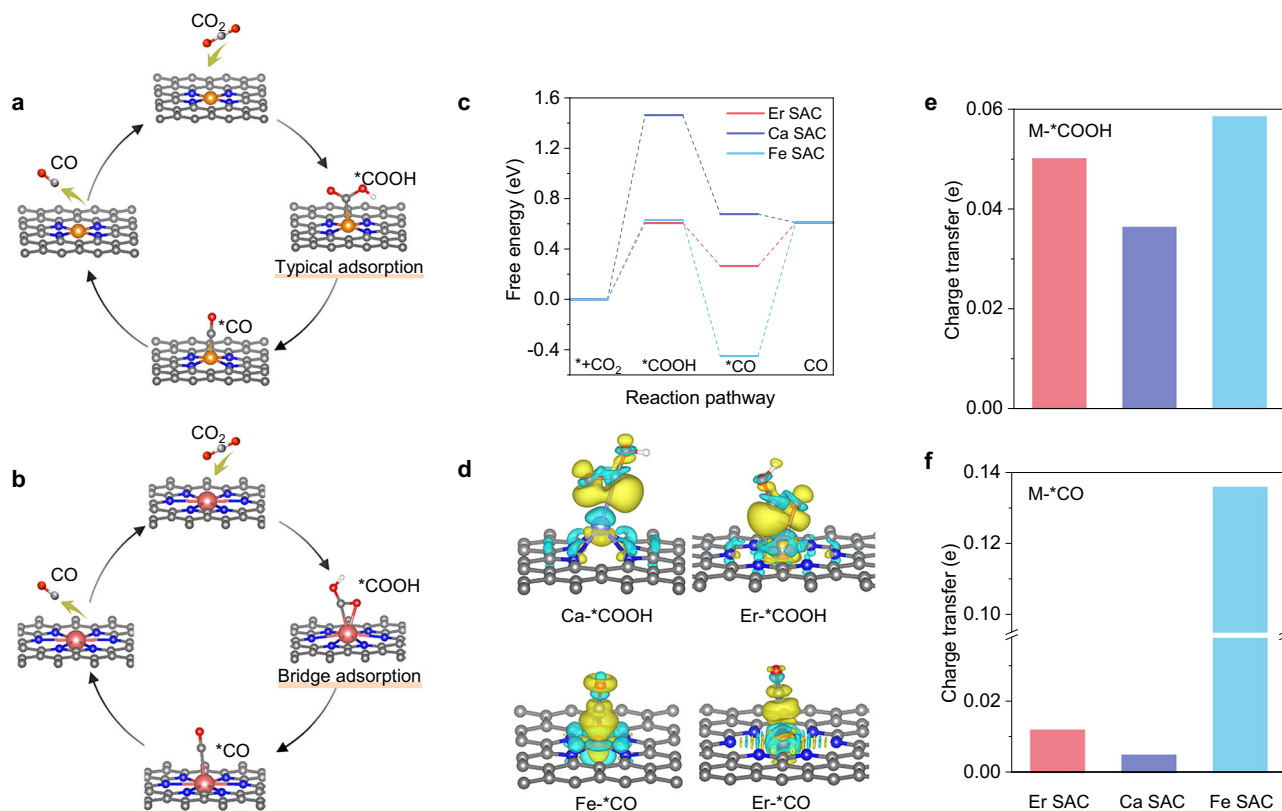 a
CO2
*COOH
Typical adsorption
*CO
CO
b
CO2
*COOH
Bridge adsorption
*CO
CO
c
Free energy (eV)
1.6
1.2
0.8
0.4
0.0
-0.4
Er SAC
Ca SAC
Fe SAC
*+CO2
*COOH
*CO
CO
Reaction pathway
d
Ca-*COOH
Er-*COOH
Fe-*CO
Er-*CO
e
M-*COOH
Charge transfer (e)
0.06
0.04
0.02
0.00
f
M-*CO
Charge transfer (e)
0.14
0.12
0.10
0.02
0.00
Er SAC
Ca SAC
Fe SAC